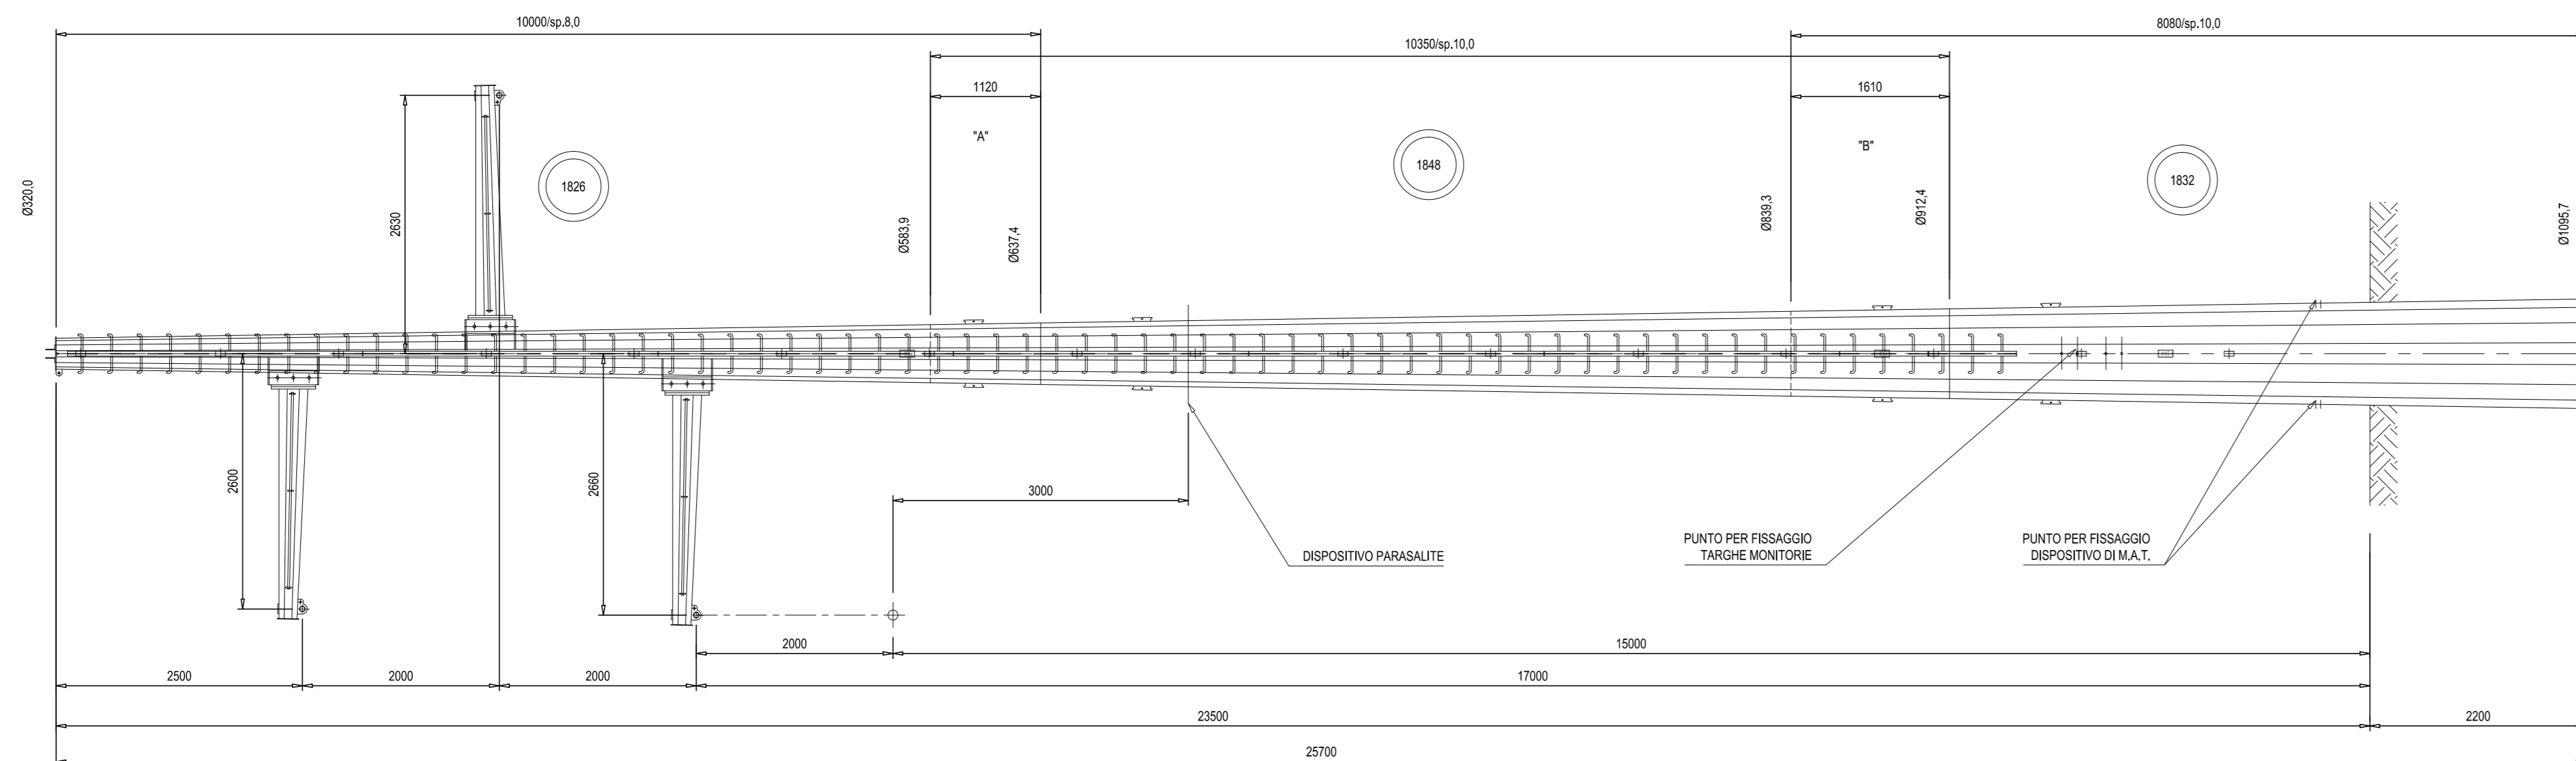 10000/sp.8,0
8080/sp.10,0
10350/sp.10,0
1120
1610
"A"
"B"
1826
1848
1832
Ø320,0
2630
Ø583,9
Ø637,4
Ø839,3
Ø912,4
Ø1095,7
2600
2660
3000
DISPOSITIVO PARASALITE
PUNTO PER FISSAGGIO
TARGHE MONITORIE
PUNTO PER FISSAGGIO
DISPOSITIVO DI M.A.T.
2000
15000
2500
2000
2000
17000
23500
2200
25700